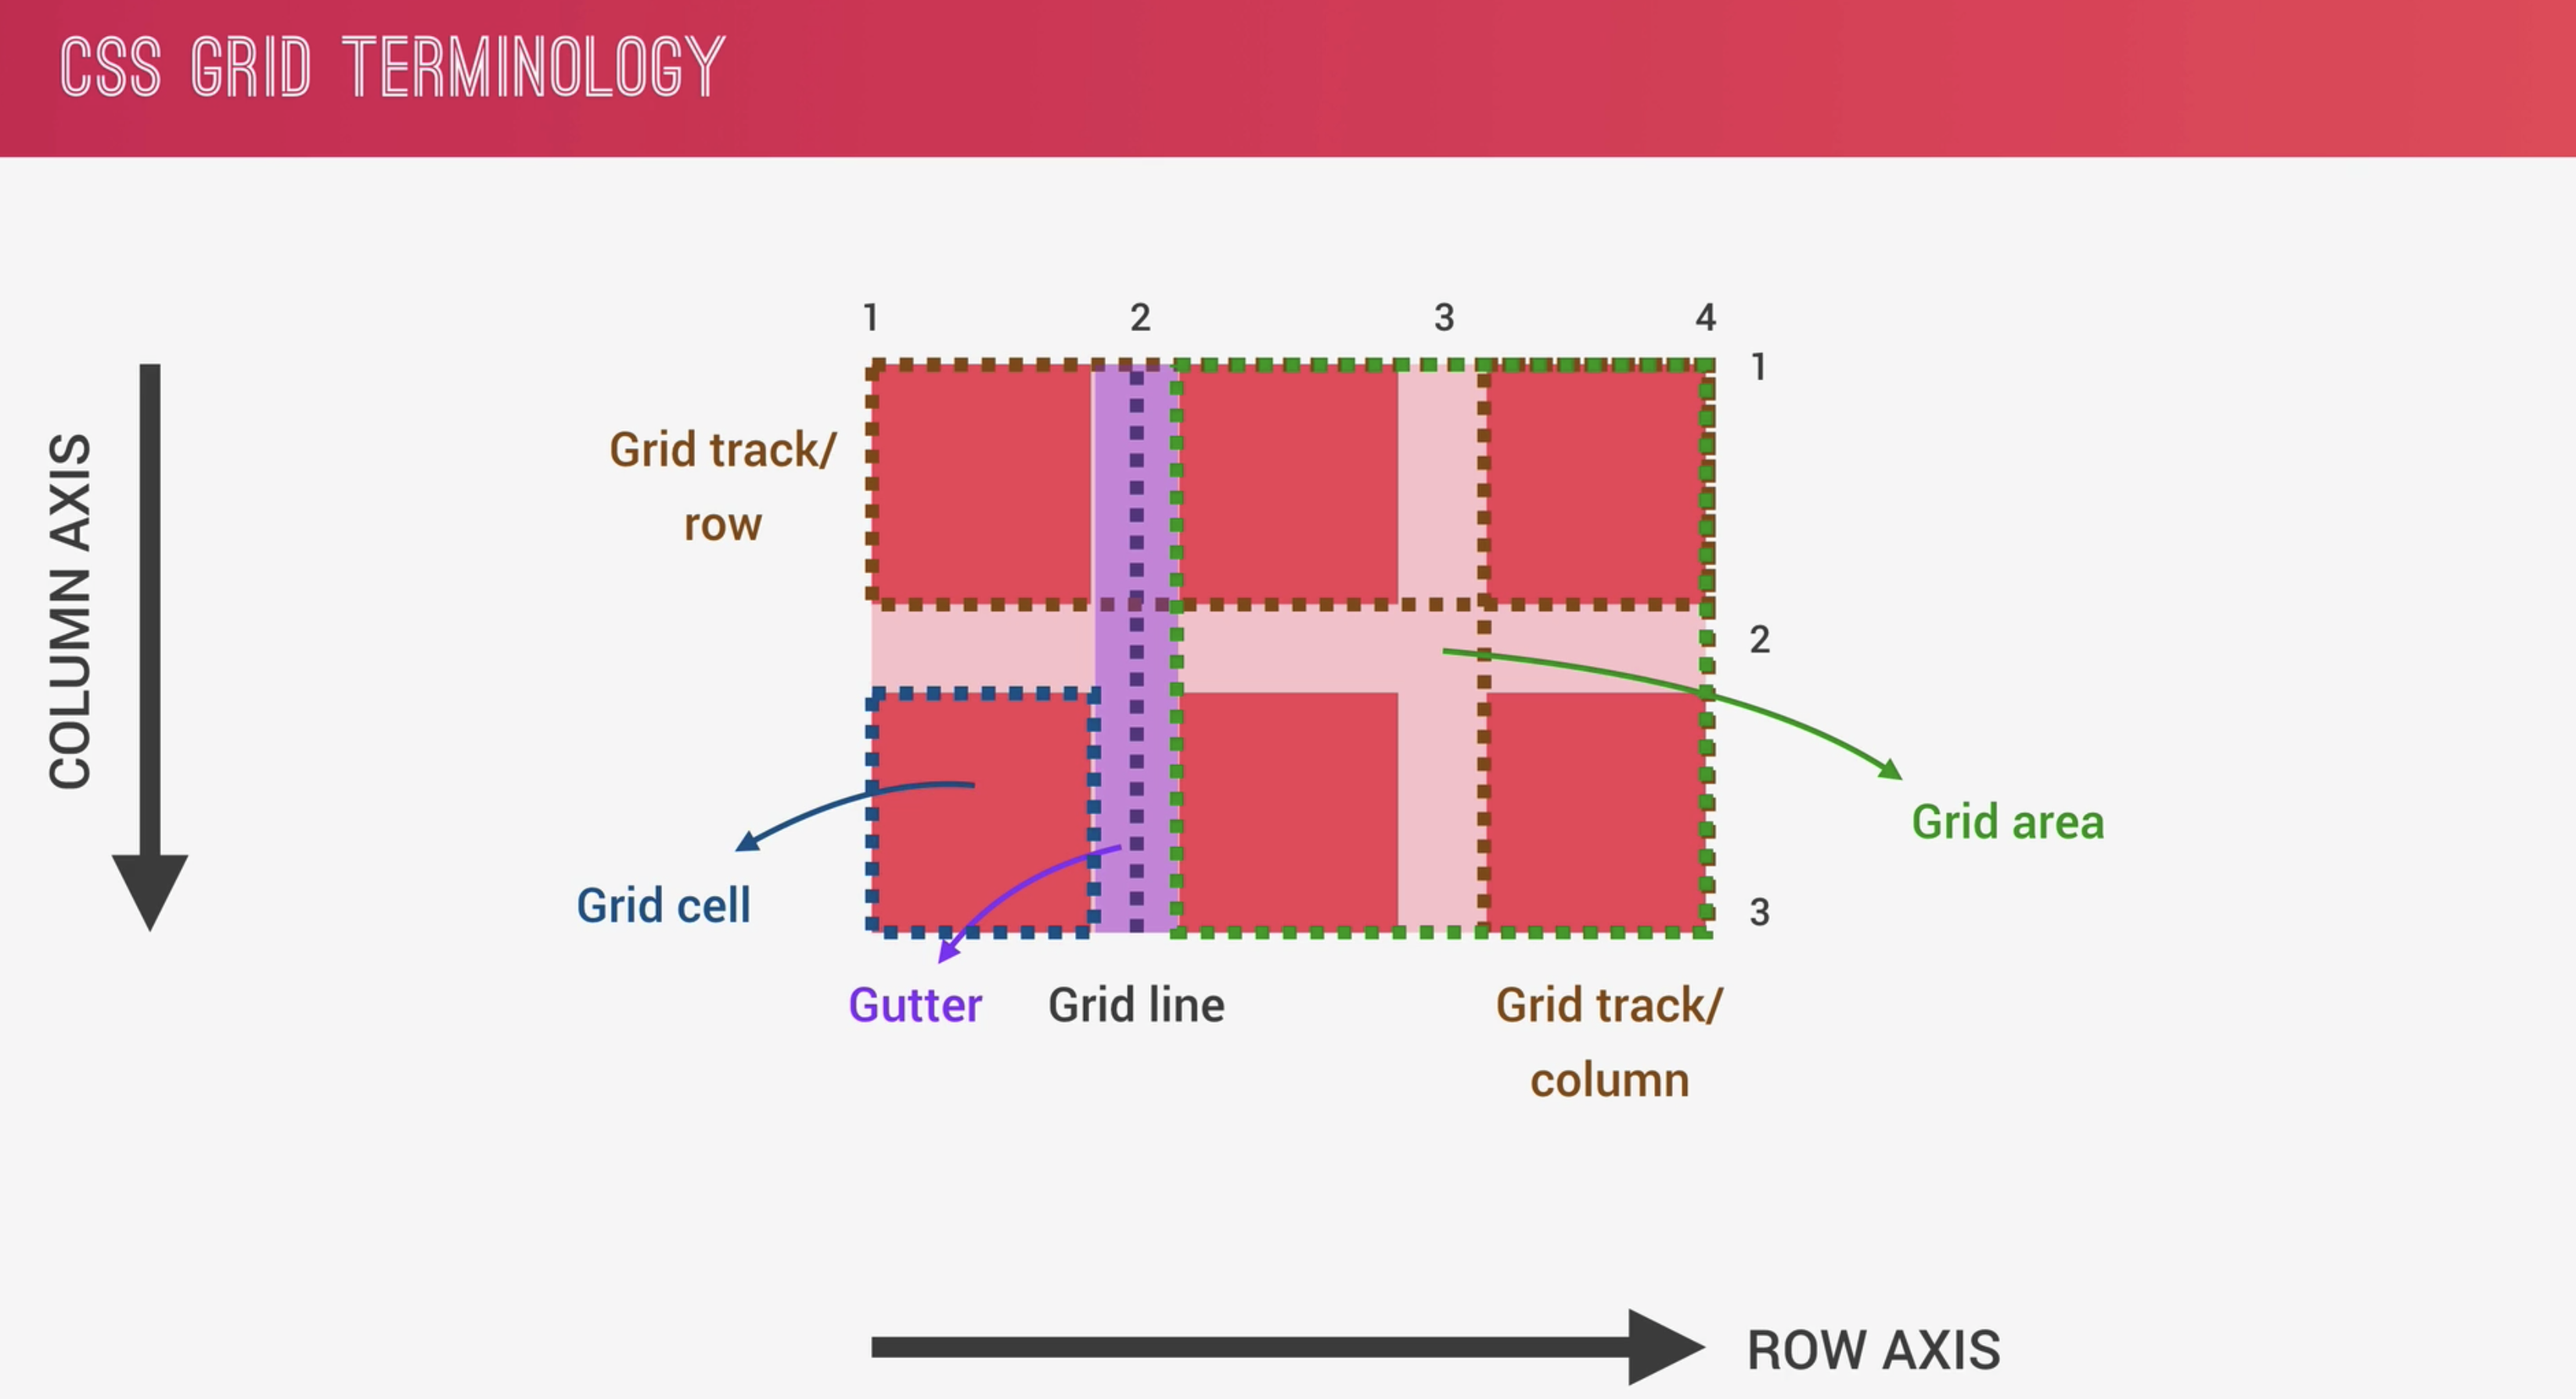 CSS GRID TERMINOLOGY
1 2 3 4
1
COLUMN AXIS
Grid track/
row
2
Grid area
Grid cell
3
Gutter
Grid line
Grid track/
column
ROW AXIS